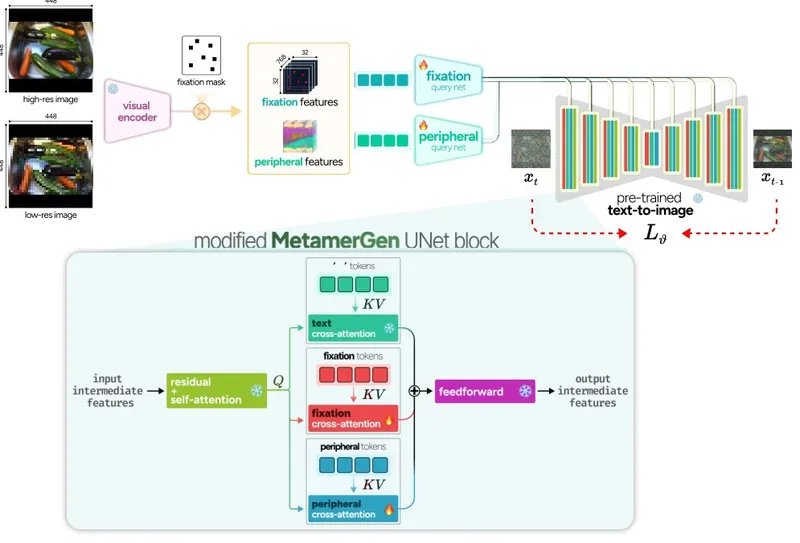 448
448
high-res image
448
448
low-res image
visual
encoder
fixation mask
768
32
32
fixation features
peripheral features
fixation
query net
peripheral
query net
x_t
x_{t-1}
pre-trained
text-to-image
L_ϑ
modified MetamerGen UNet block
' ' tokens
KV
text
cross-attention
fixation tokens
KV
fixation
cross-attention
peripheral tokens
KV
peripheral
cross-attention
input
intermediate
features
residual
+
self-attention
Q
feedforward
output
intermediate
features